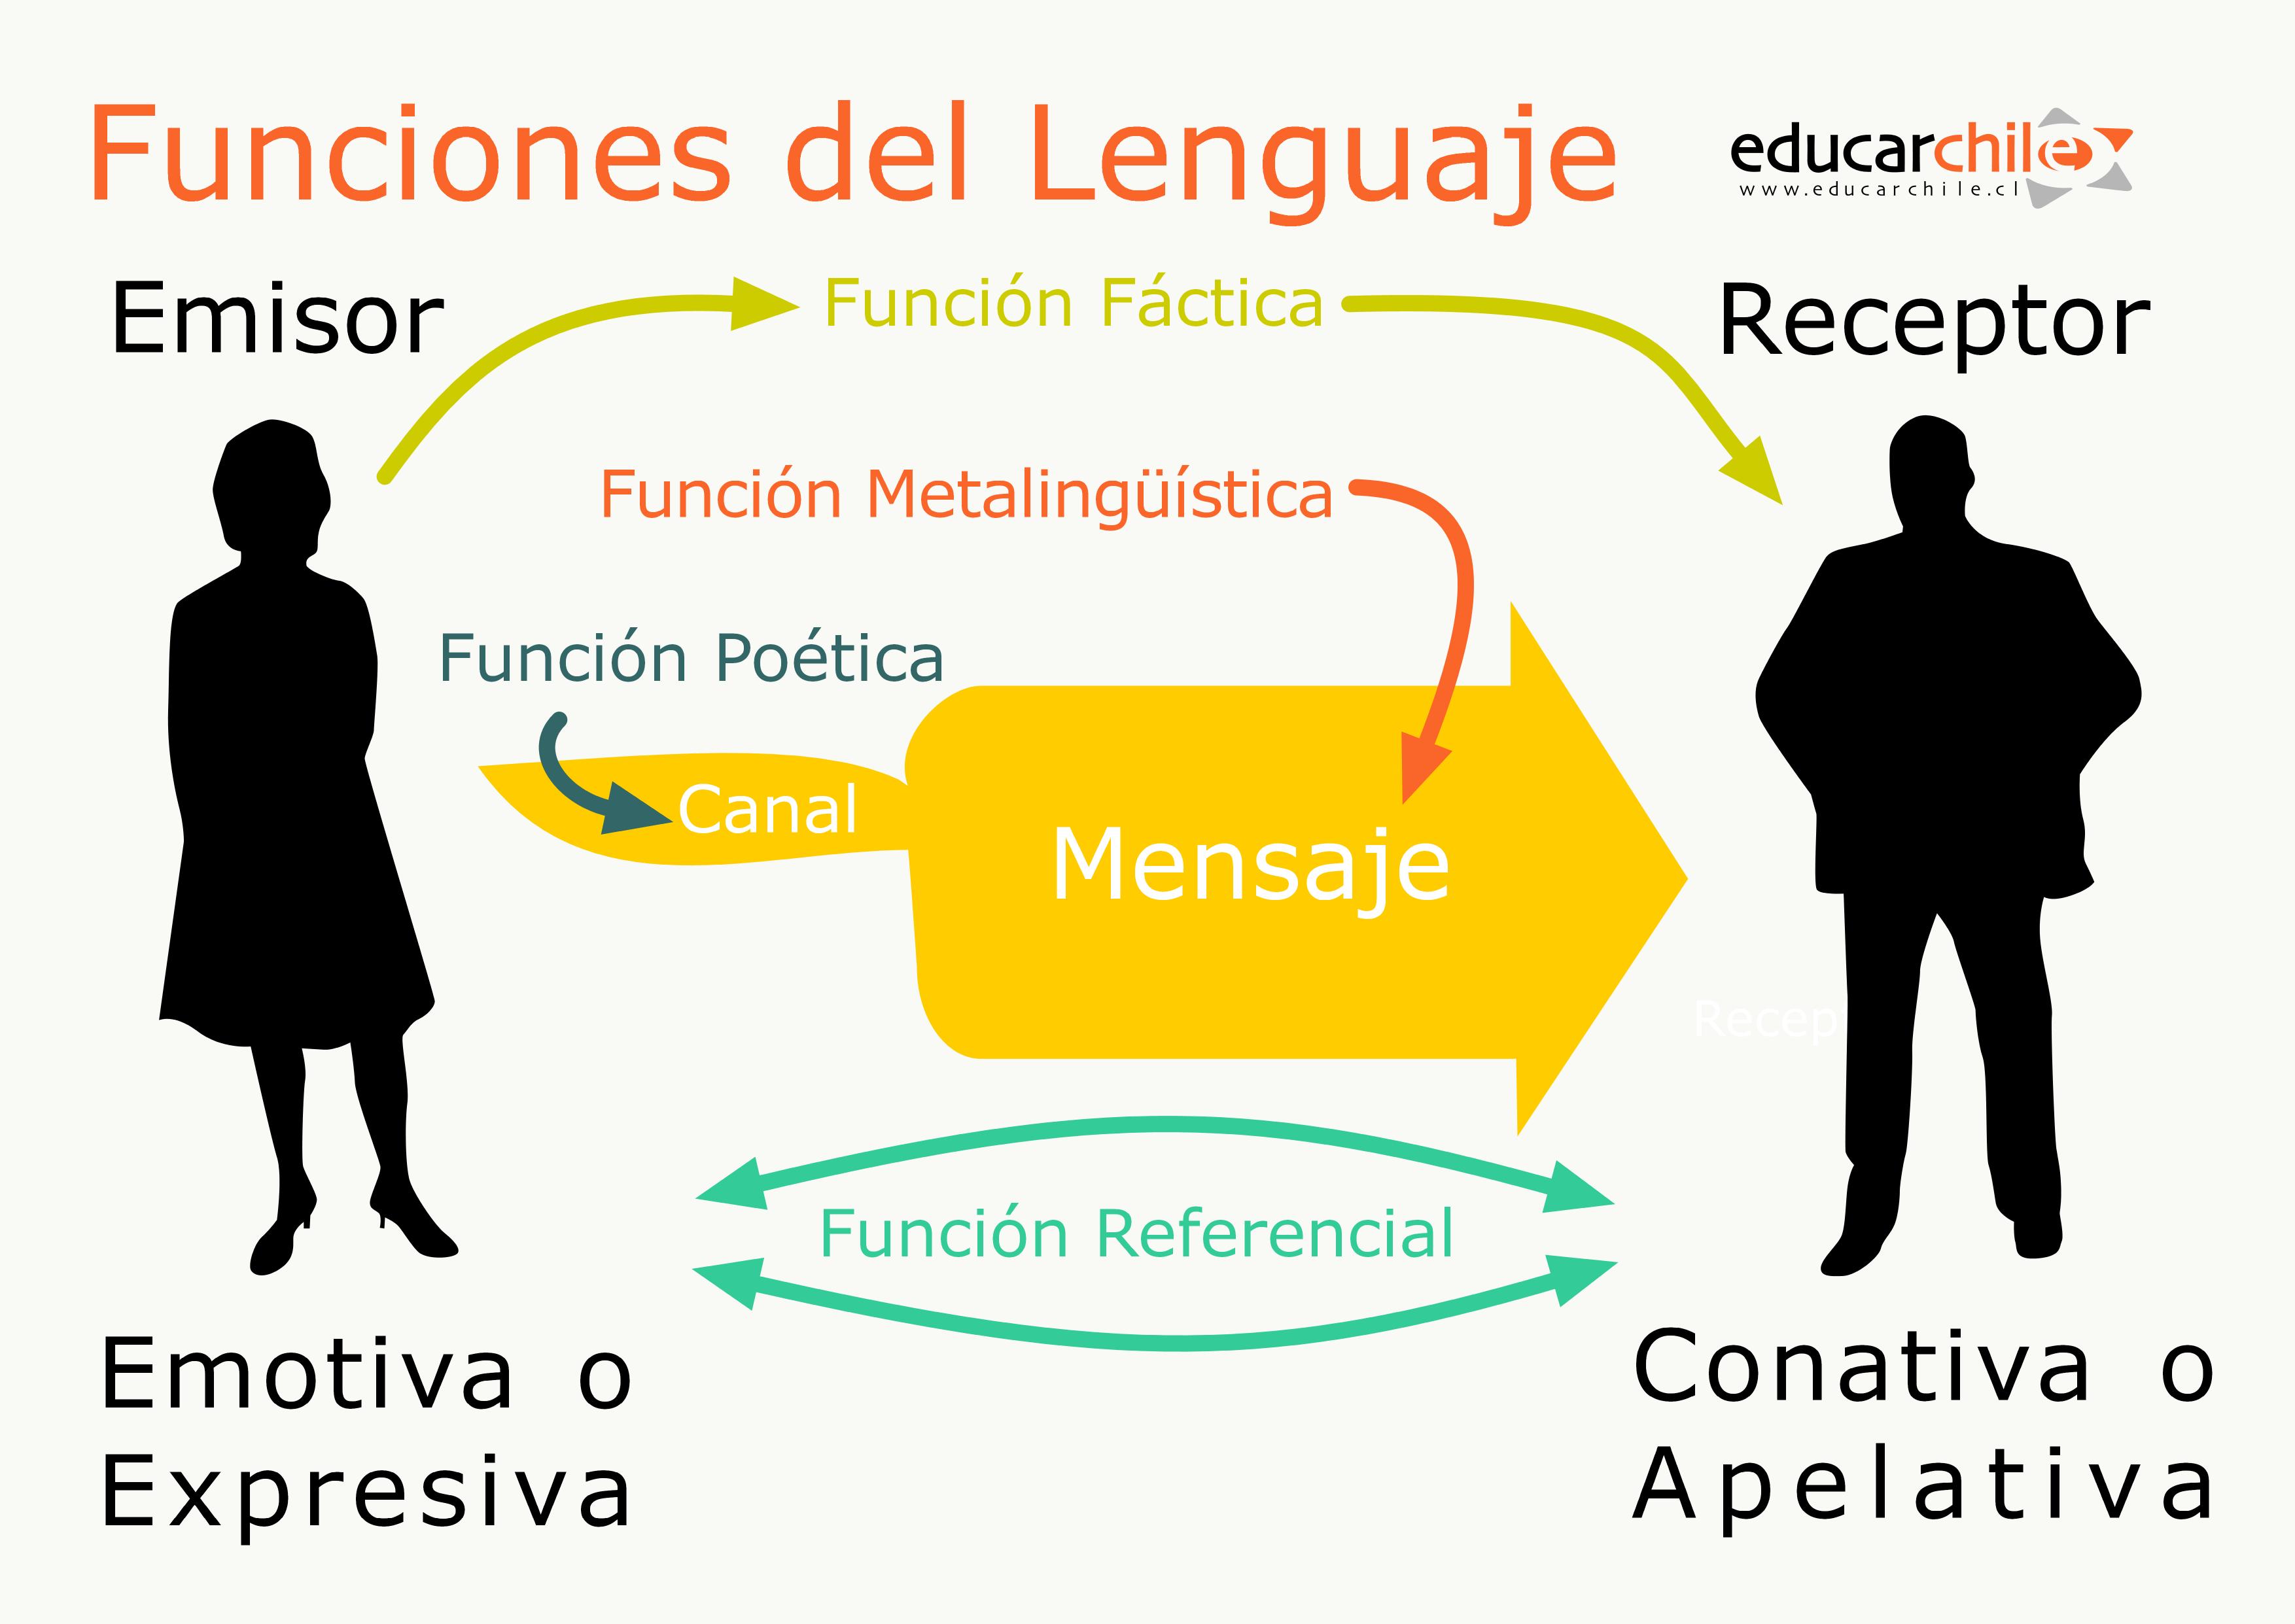 Funciones del Lenguaje
educarchile
www.educarchile.cl
Emisor
Función Fáctica
Receptor
Función Metalingüística
Función Poética
Canal
Mensaje
Recep
Función Referencial
Emotiva o
Expresiva
Conativa o
Apelativa